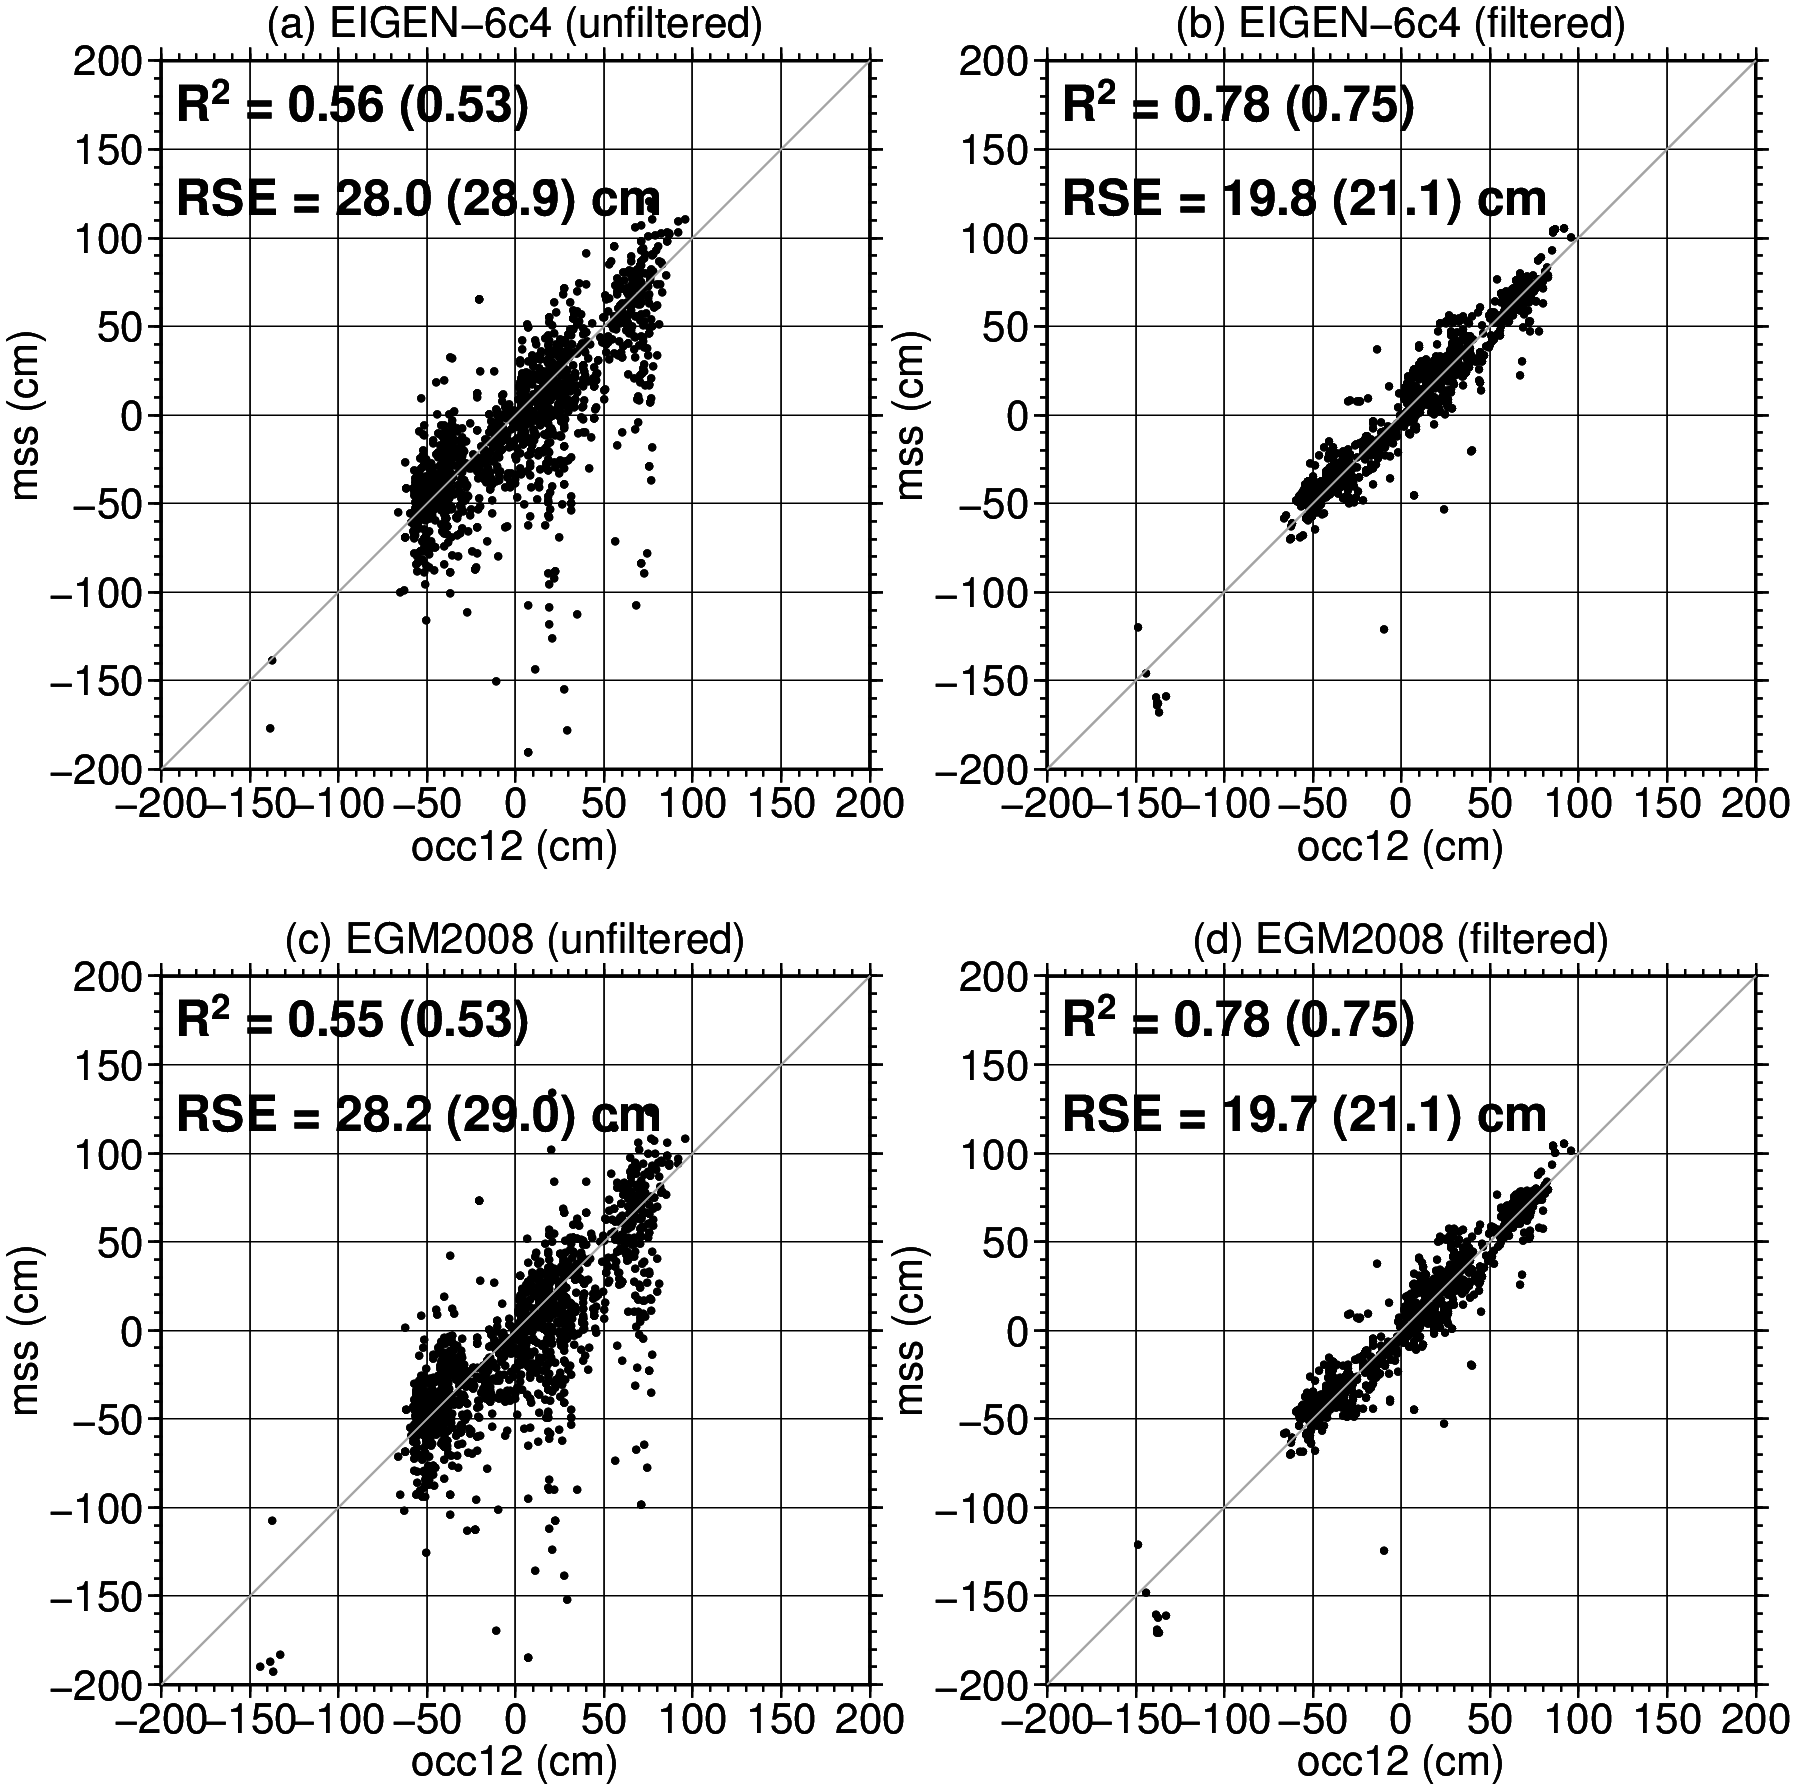 (a) EIGEN−6c4 (unfiltered)
R2 = 0.56 (0.53)
RSE = 28.0 (28.9) cm
200
150
100
50
0
−50
−100
−150
−200
mss (cm)
−200 −150 −100 −50 0 50 100 150 200
occ12 (cm)
(b) EIGEN−6c4 (filtered)
R2 = 0.78 (0.75)
RSE = 19.8 (21.1) cm
200
150
100
50
0
−50
−100
−150
−200
mss (cm)
−200 −150 −100 −50 0 50 100 150 200
occ12 (cm)
(c) EGM2008 (unfiltered)
R2 = 0.55 (0.53)
RSE = 28.2 (29.0) cm
200
150
100
50
0
−50
−100
−150
−200
mss (cm)
−200 −150 −100 −50 0 50 100 150 200
occ12 (cm)
(d) EGM2008 (filtered)
R2 = 0.78 (0.75)
RSE = 19.7 (21.1) cm
200
150
100
50
0
−50
−100
−150
−200
mss (cm)
−200 −150 −100 −50 0 50 100 150 200
occ12 (cm)